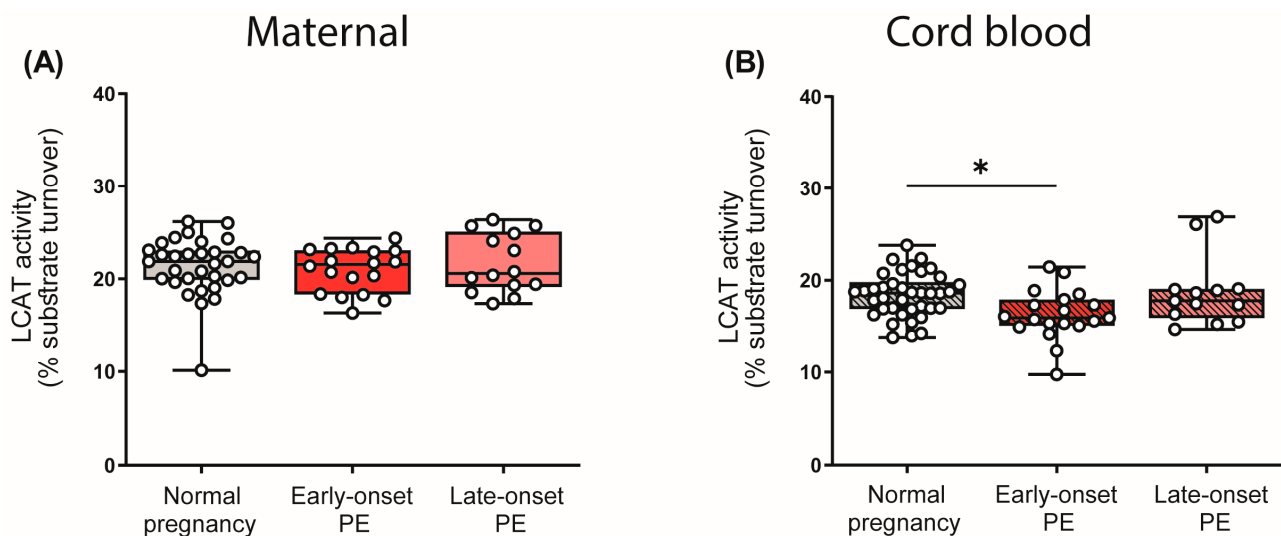 Maternal
(A)
LCAT activity
(% substrate turnover)
40
30
20
10
0
Normal
pregnancy
Early-onset
PE
Late-onset
PE
Cord blood
(B)
LCAT activity
(% substrate turnover)
40
30
20
10
0
*
Normal
pregnancy
Early-onset
PE
Late-onset
PE